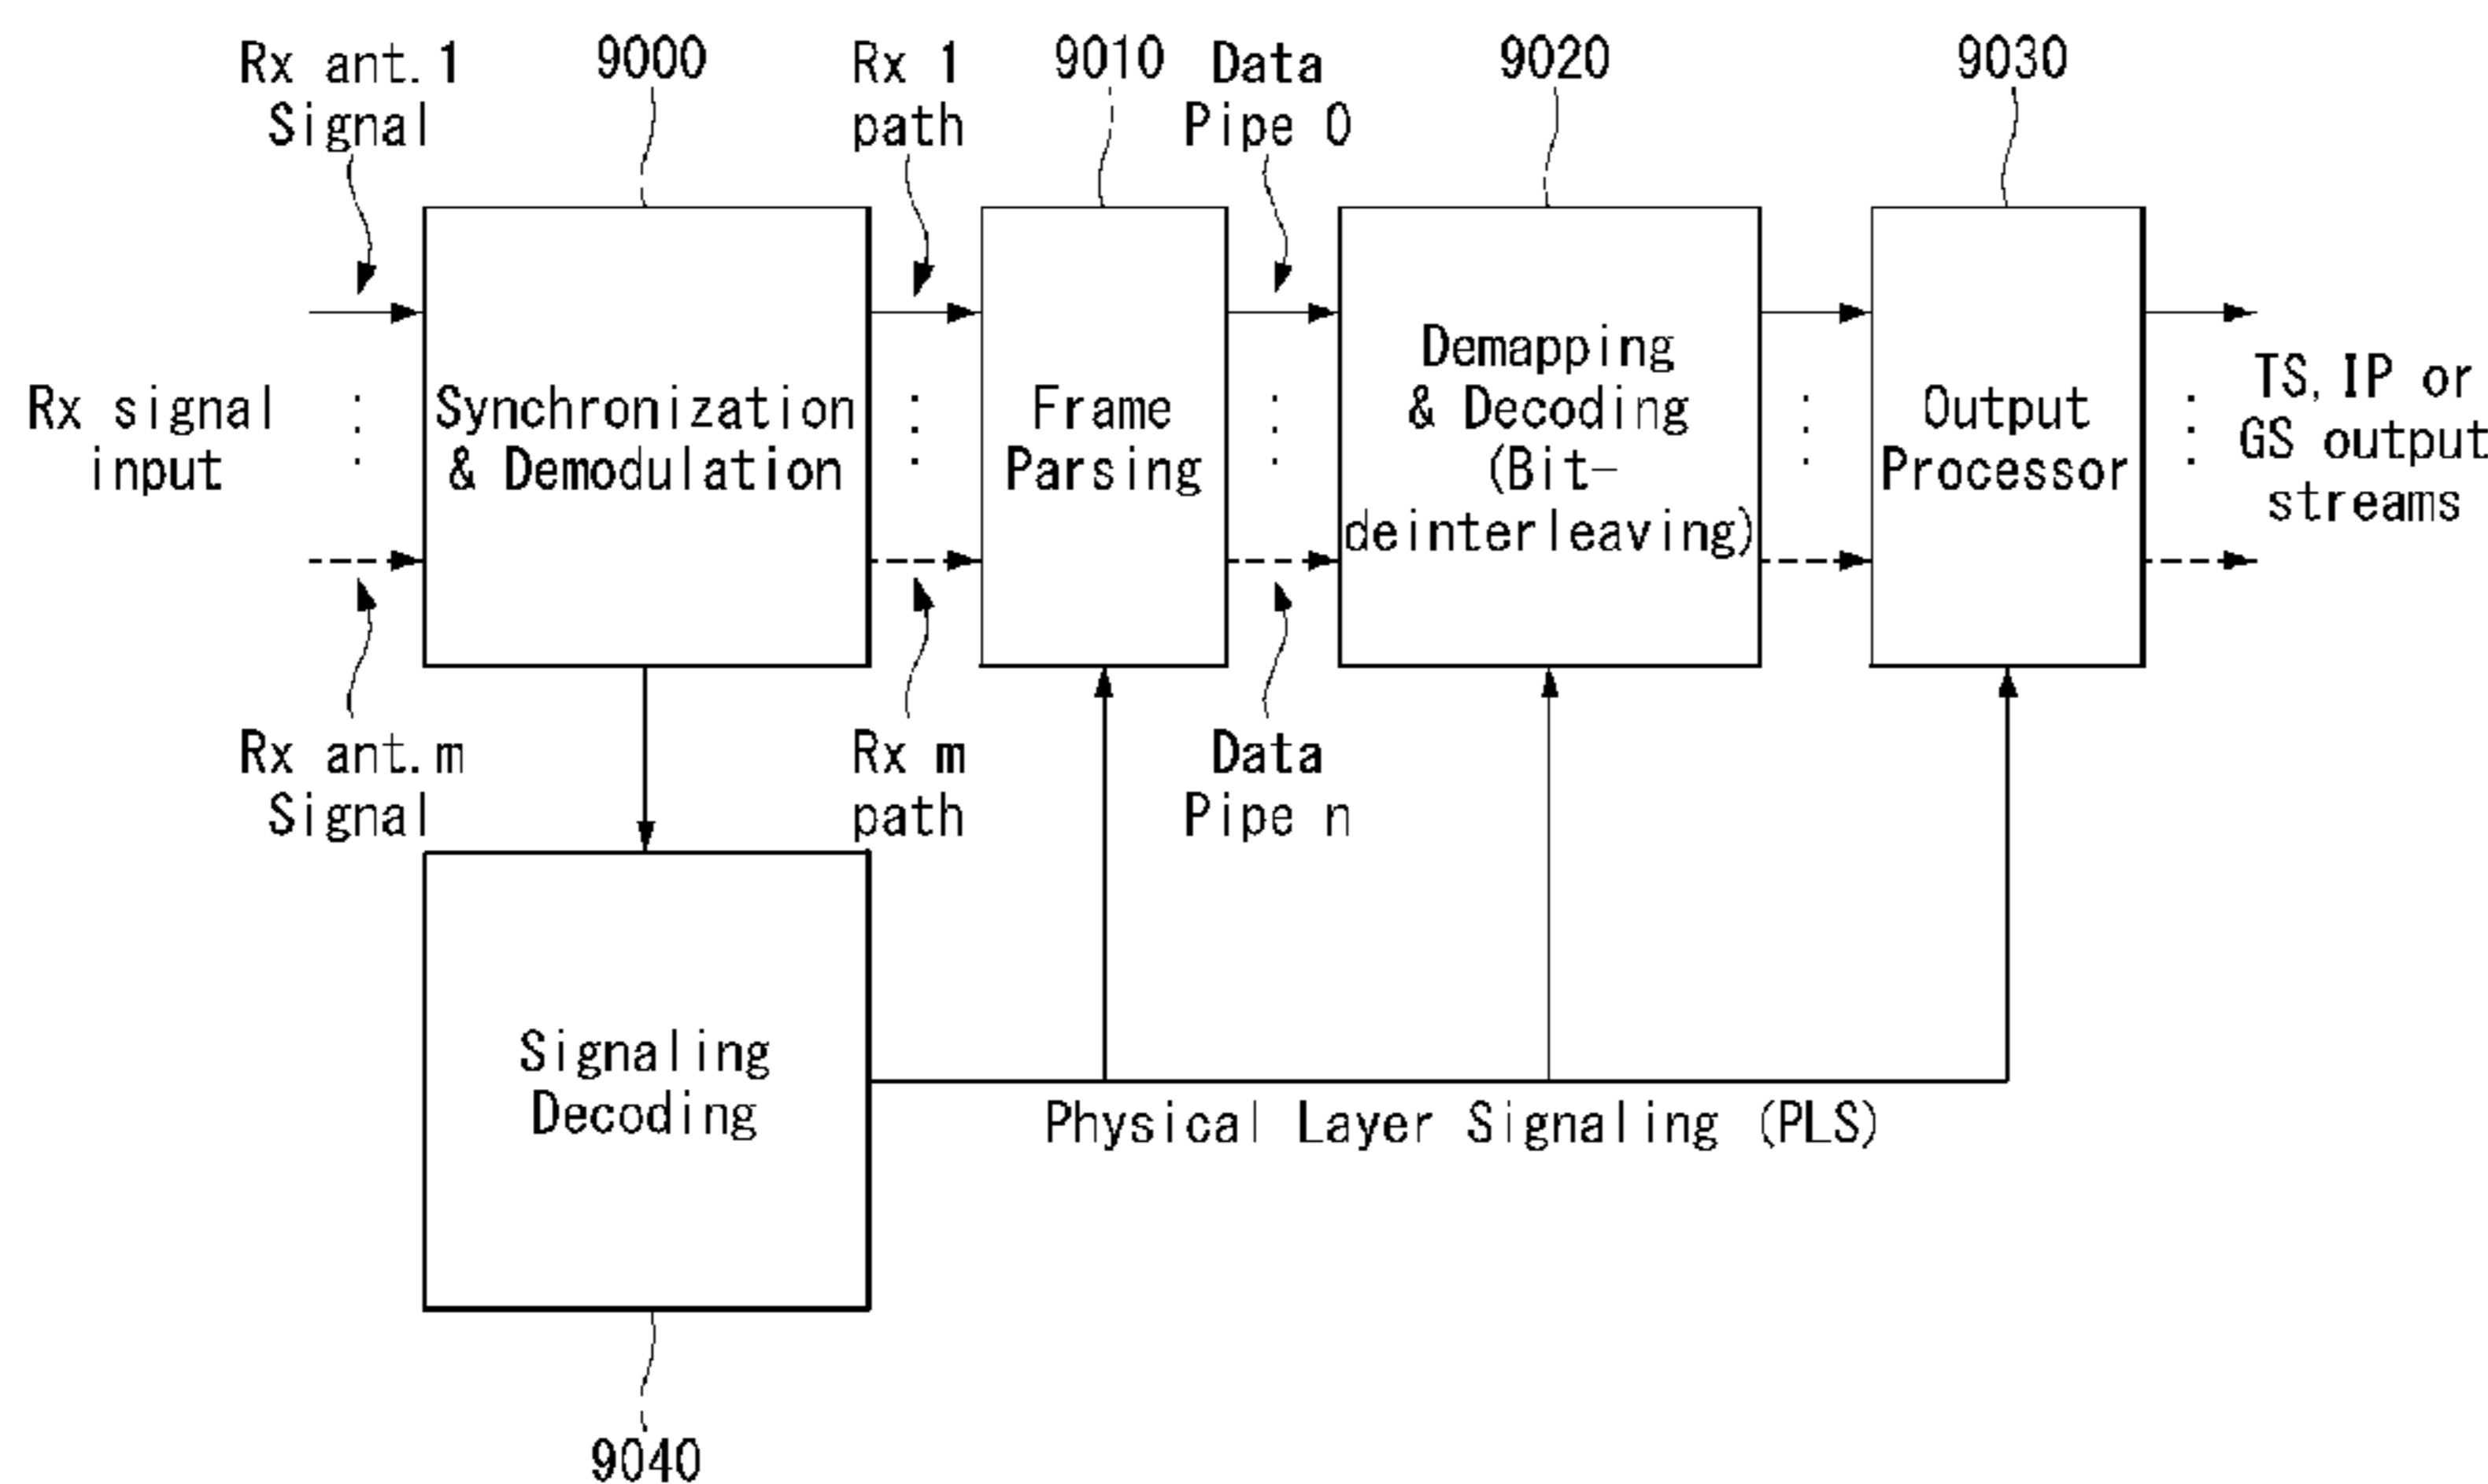 Rx ant.1
Signal
9000
Rx 1
path
9010
Data
Pipe 0
9020
9030
Rx signal
input
Synchronization
& Demodulation
Frame
Parsing
Demapping
& Decoding
(Bit-
deinterleaving)
Output
Processor
TS, IP or
GS output
streams
Rx ant.m
Signal
Rx m
path
Data
Pipe n
Signaling
Decoding
Physical Layer Signaling (PLS)
9040